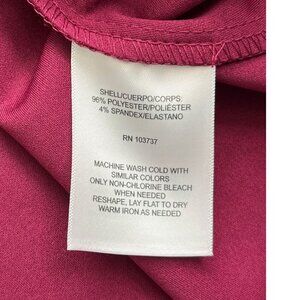 SHELL/CUERPO/CORPS:
96% POLYESTER/POLIÉSTER
4% SPANDEX/ELASTANO
RN 103737
MACHINE WASH COLD WITH
SIMILAR COLORS
ONLY NON-CHLORINE BLEACH
WHEN NEEDED
RESHAPE, LAY FLAT TO DRY
WARM IRON AS NEEDED